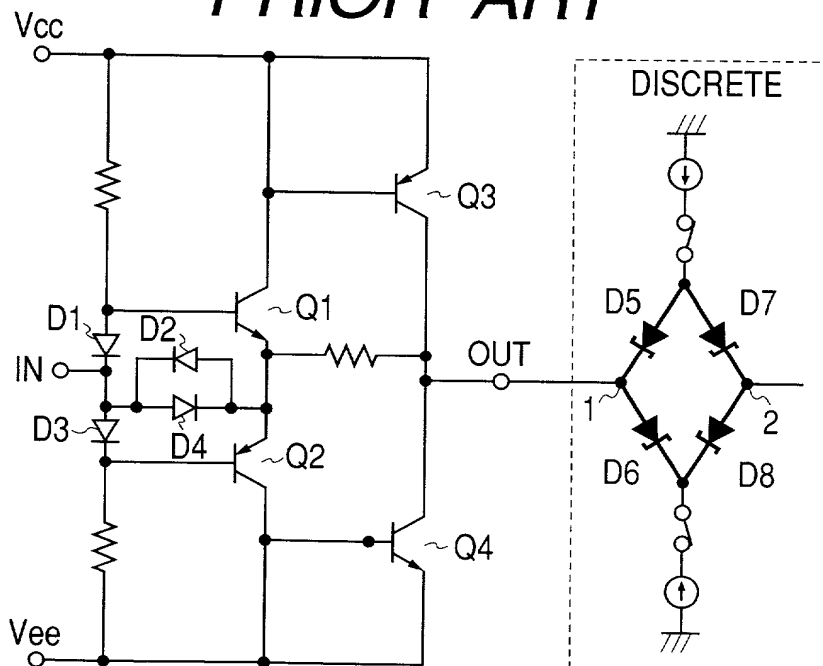 PRIOR ART
Vcc
DISCRETE
Q3
D5
D7
D1
D2
Q1
OUT
IN
1
2
D3
D4
Q2
D6
D8
Q4
Vee